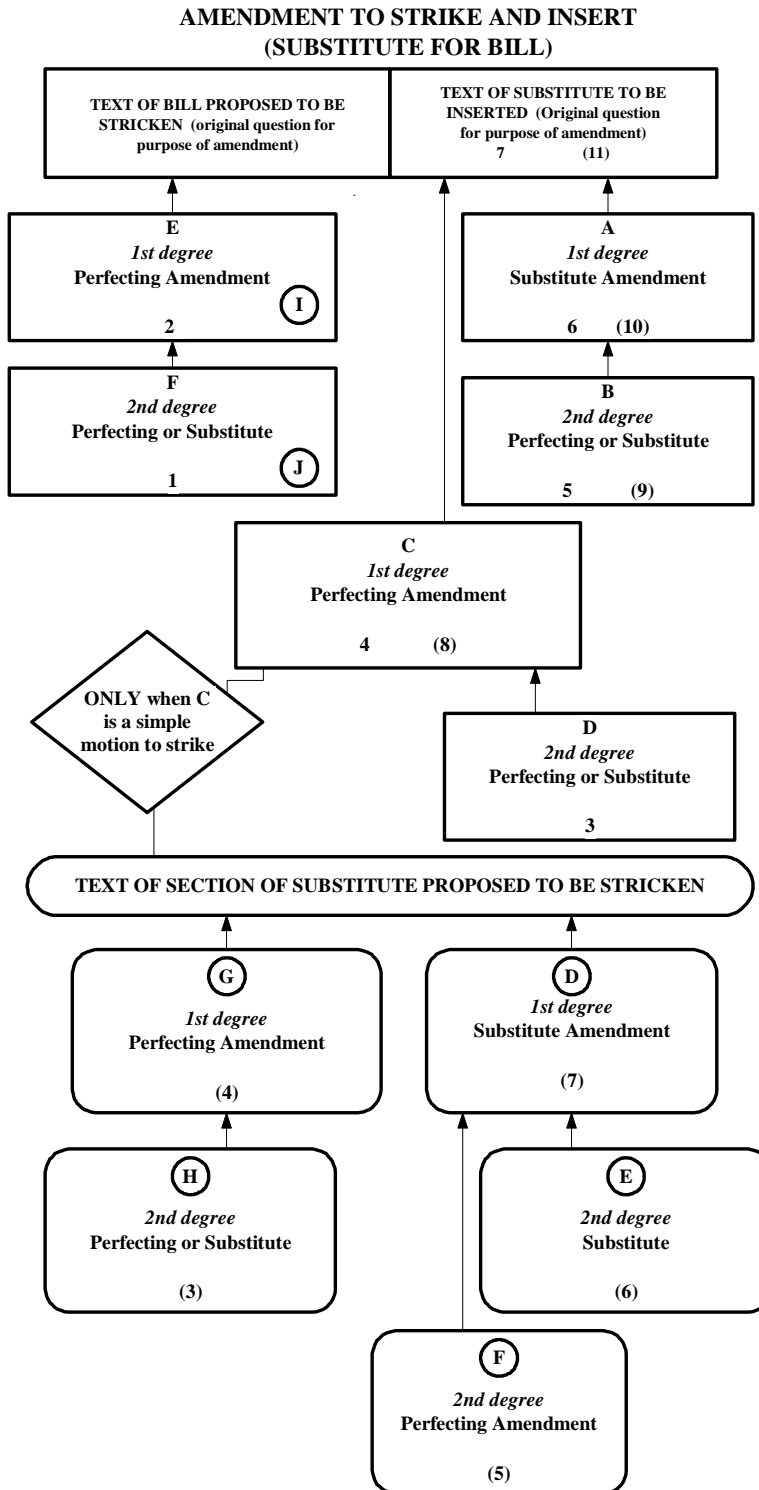 AMENDMENT TO STRIKE AND INSERT
(SUBSTITUTE FOR BILL)
TEXT OF BILL PROPOSED TO BE
STRICKEN (original question for
purpose of amendment)
TEXT OF SUBSTITUTE TO BE
INSERTED (Original question
for purpose of amendment)
7 (11)
E
1st degree
Perfecting Amendment
I
2
A
1st degree
Substitute Amendment
6 (10)
F
2nd degree
Perfecting or Substitute
J
1
B
2nd degree
Perfecting or Substitute
5 (9)
C
1st degree
Perfecting Amendment
4 (8)
ONLY when C
is a simple
motion to strike
D
2nd degree
Perfecting or Substitute
3
TEXT OF SECTION OF SUBSTITUTE PROPOSED TO BE STRICKEN
G
1st degree
Perfecting Amendment
(4)
D
1st degree
Substitute Amendment
(7)
H
2nd degree
Perfecting or Substitute
(3)
E
2nd degree
Substitute
(6)
F
2nd degree
Perfecting Amendment
(5)